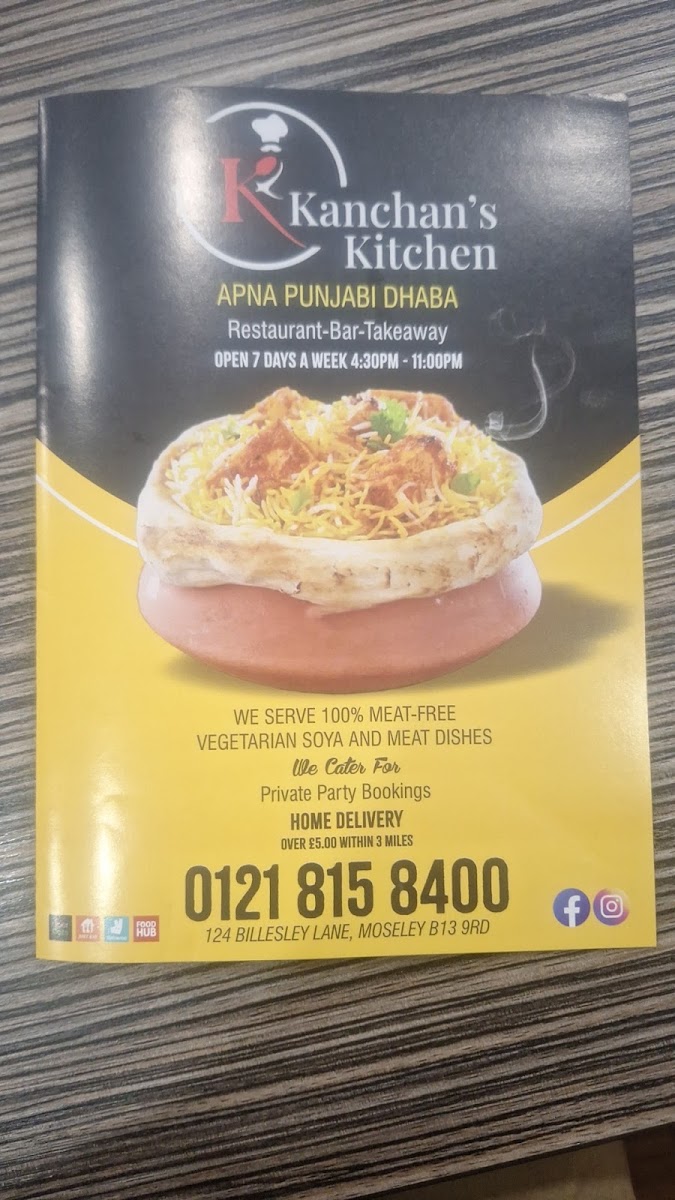 K
Kanchan's
Kitchen
APNA PUNJABI DHABA
Restaurant-Bar-Takeaway
OPEN 7 DAYS A WEEK 4:30PM - 11:00PM
WE SERVE 100% MEAT-FREE
VEGETARIAN SOYA AND MEAT DISHES
We Cater For
Private Party Bookings
HOME DELIVERY
OVER £5.00 WITHIN 3 MILES
0121 815 8400
124 BILLESLEY LANE, MOSELEY B13 9RD
FOOD
HUB